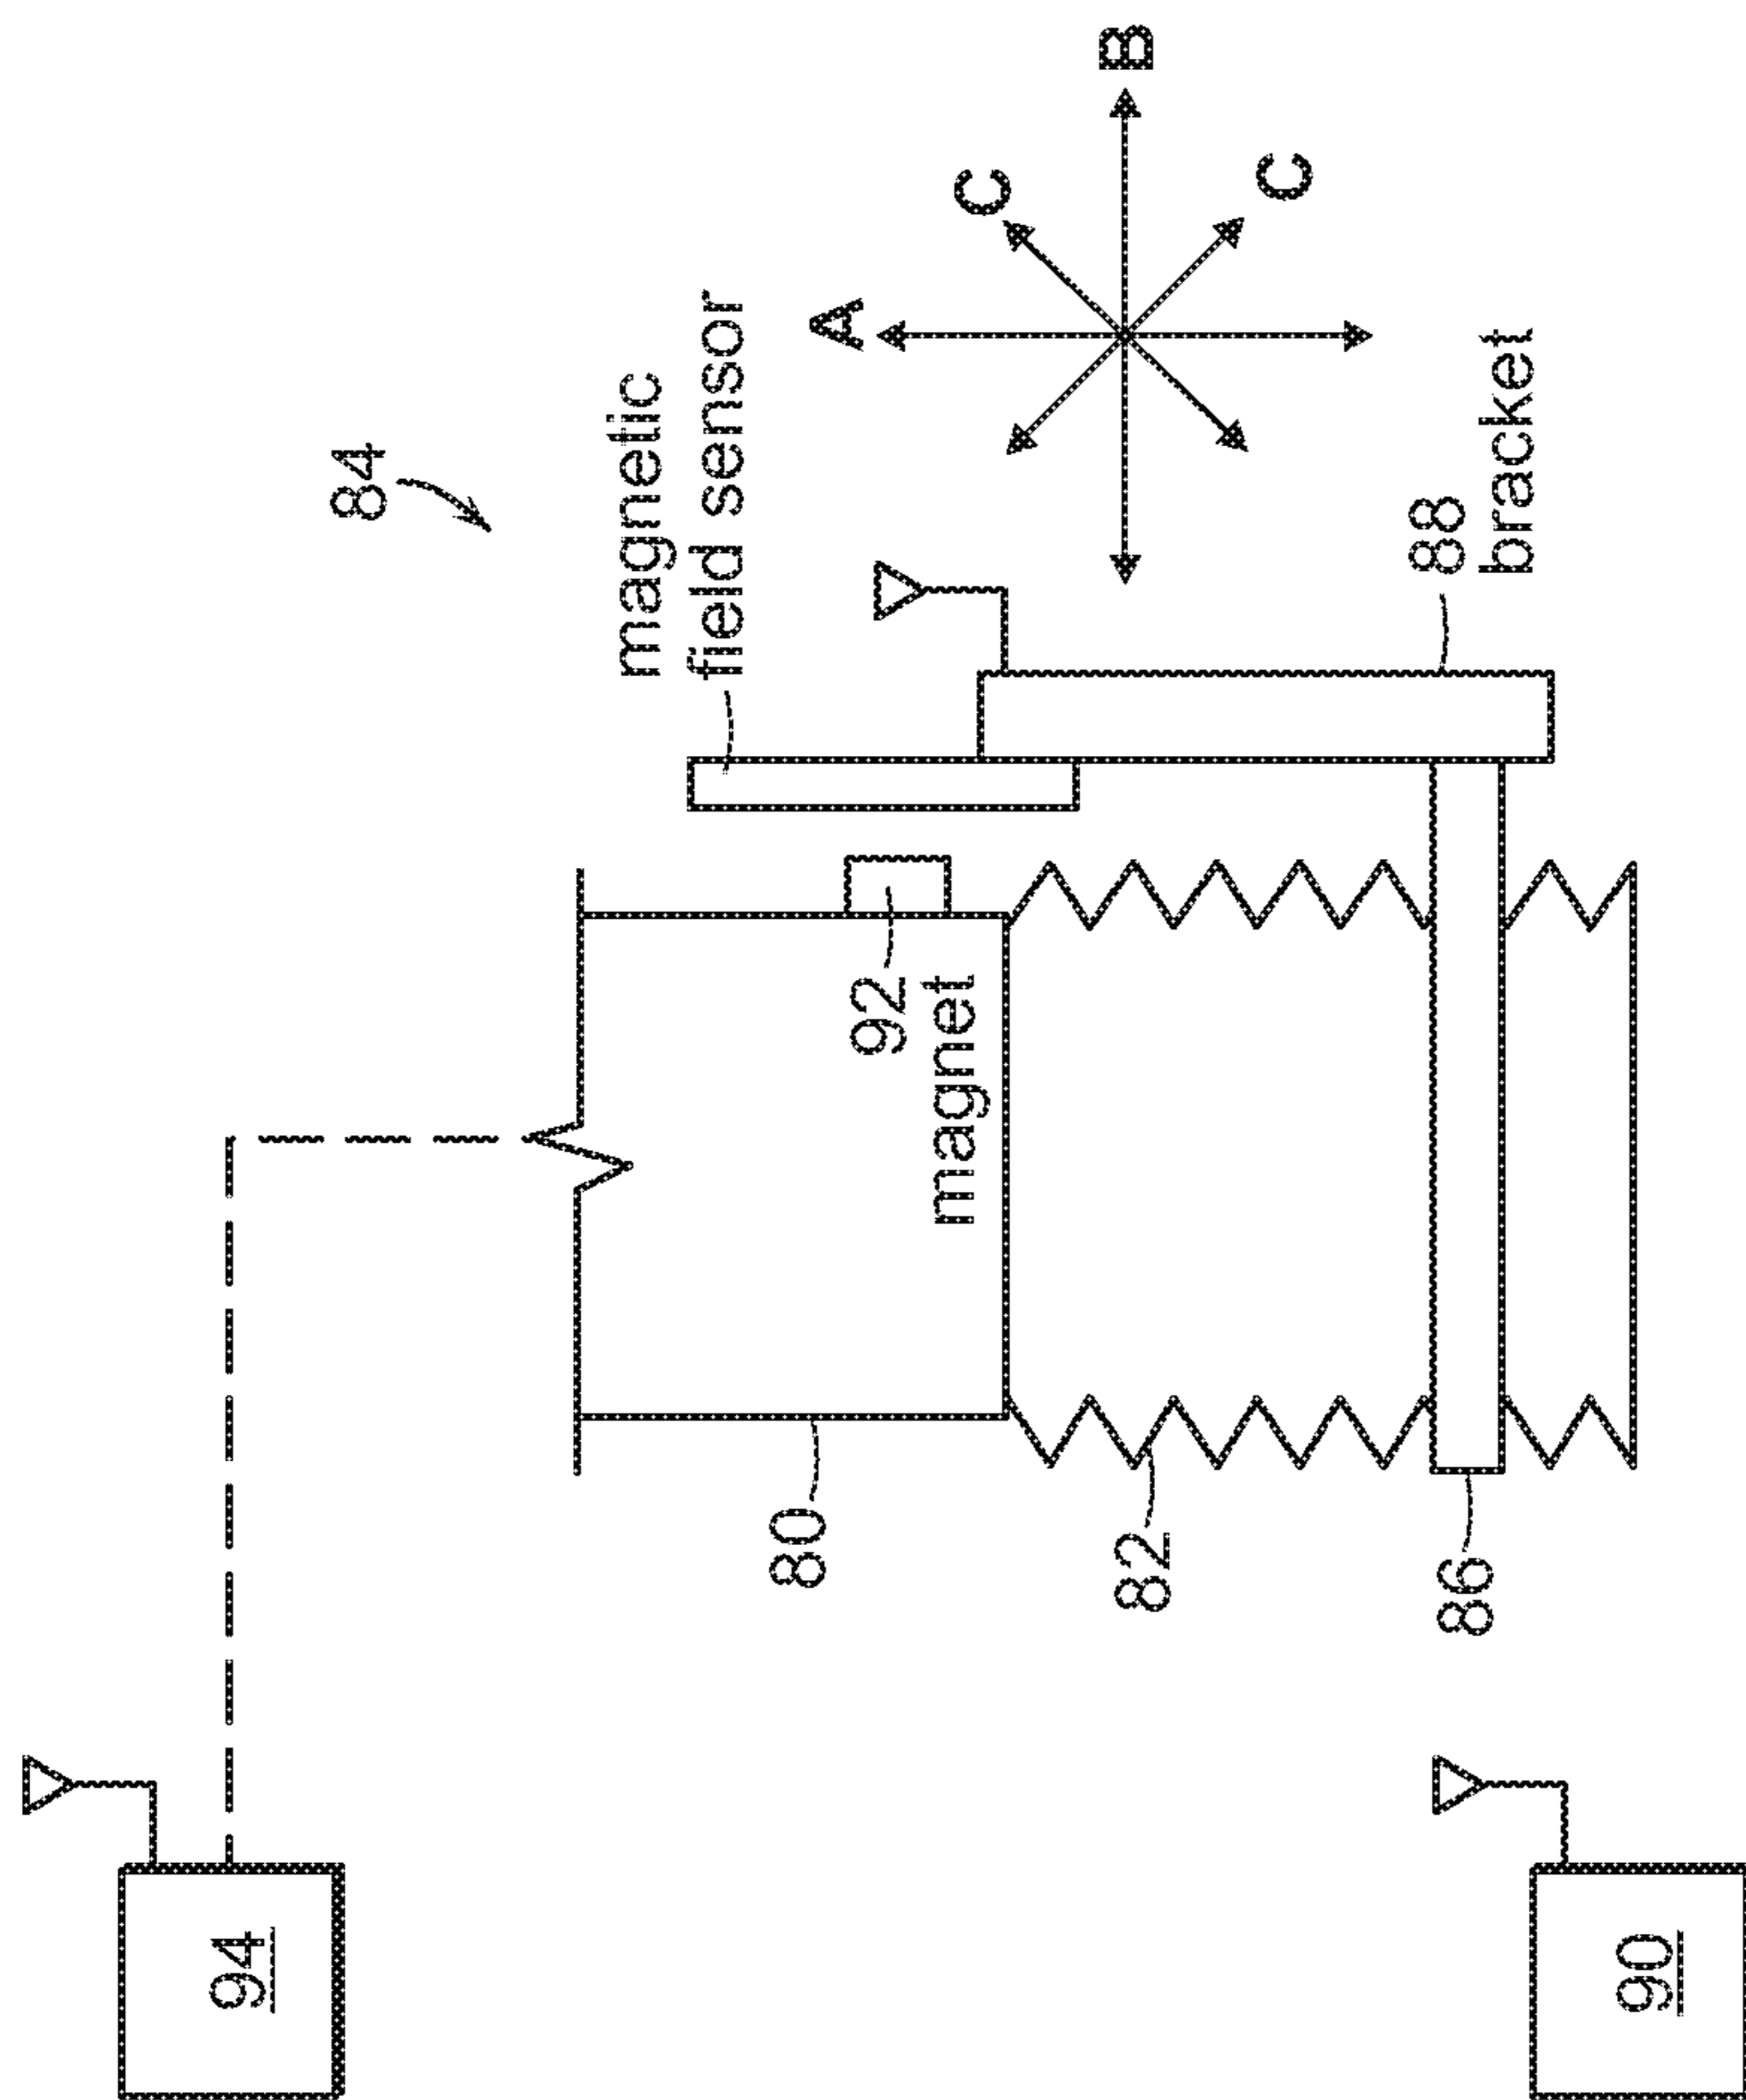 84
magnetic
field sensor
A
B
C
C
92
magnet
88
bracket
80
82
86
94
90